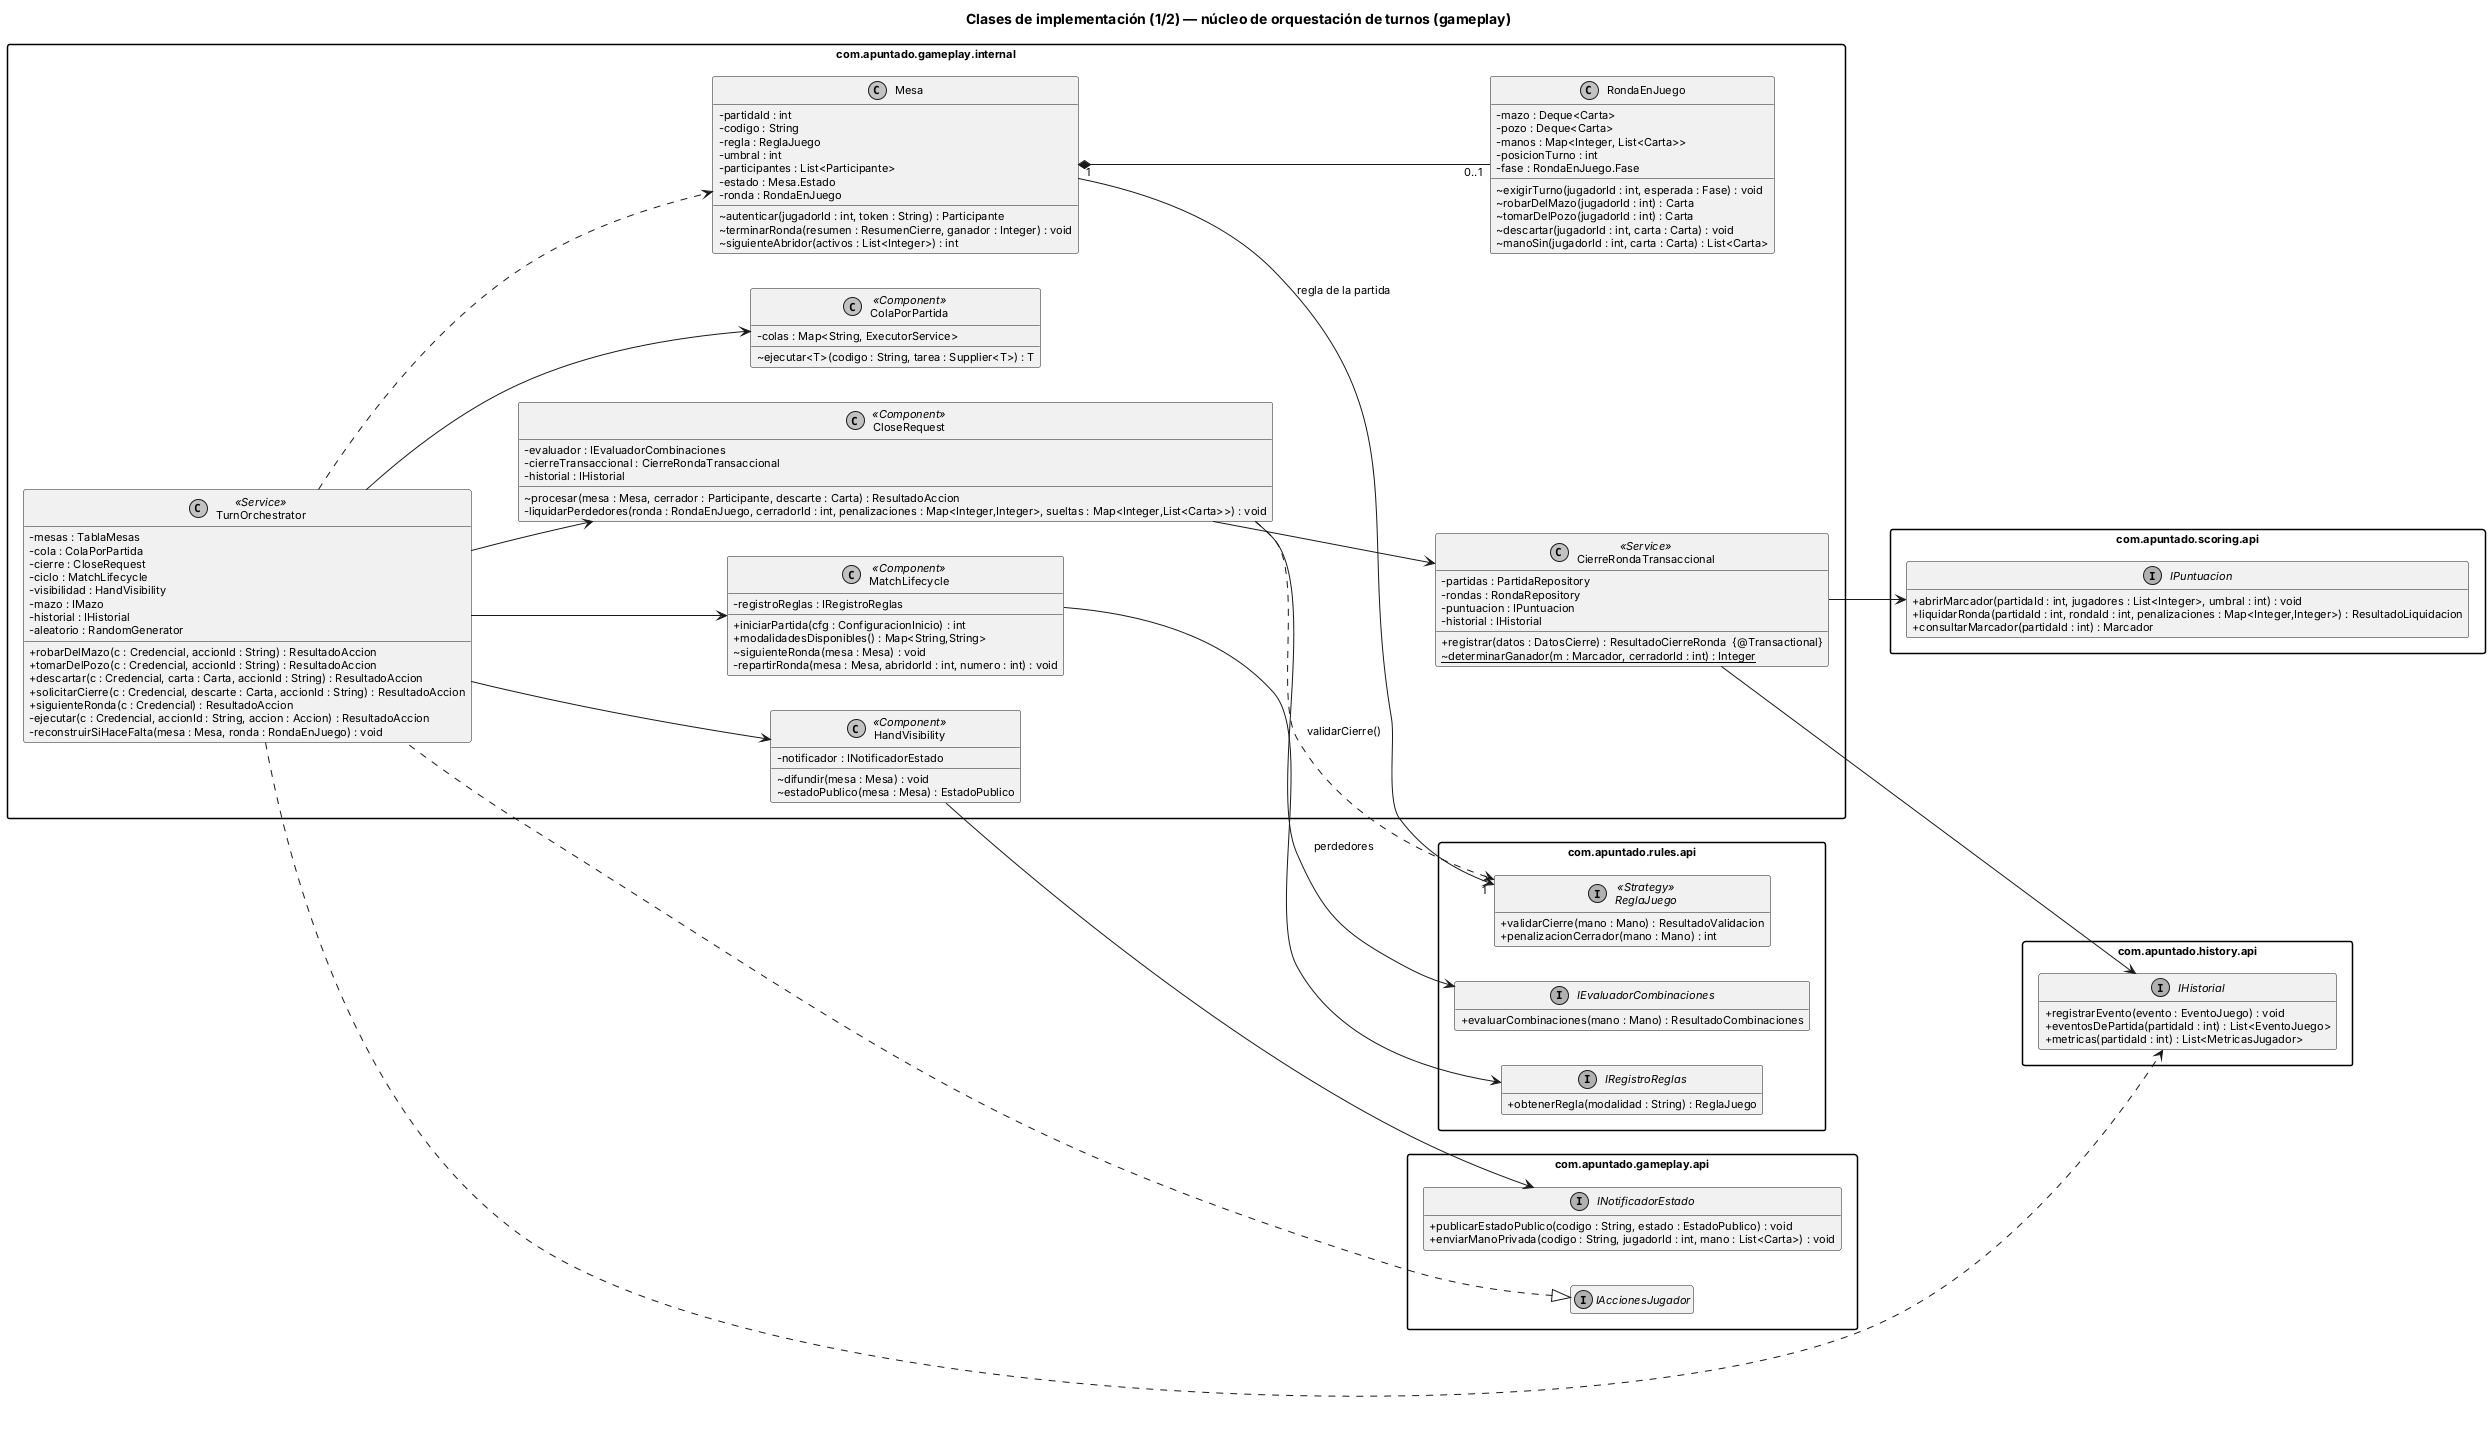 Clases de implementación (1/2) — núcleo de orquestación de turnos (gameplay)
com.apuntado.gameplay.internal
C Mesa
-partidaId : int
-codigo : String
-regla : ReglaJuego
-umbral : int
-participantes : List<Participante>
-estado : Mesa.Estado
-ronda : RondaEnJuego
~autenticar(jugadorId : int, token : String) : Participante
~terminarRonda(resumen : ResumenCierre, ganador : Integer) : void
~siguienteAbridor(activos : List<Integer>) : int
1
0..1
C RondaEnJuego
-mazo : Deque<Carta>
-pozo : Deque<Carta>
-manos : Map<Integer, List<Carta>>
-posicionTurno : int
-fase : RondaEnJuego.Fase
~exigirTurno(jugadorId : int, esperada : Fase) : void
~robarDelMazo(jugadorId : int) : Carta
~tomarDelPozo(jugadorId : int) : Carta
~descartar(jugadorId : int, carta : Carta) : void
~manoSin(jugadorId : int, carta : Carta) : List<Carta>
regla de la partida
C «Component»
ColaPorPartida
-colas : Map<String, ExecutorService>
~ejecutar<T>(codigo : String, tarea : Supplier<T>) : T
C «Component»
CloseRequest
-evaluador : IEvaluadorCombinaciones
-cierreTransaccional : CierreRondaTransaccional
-historial : IHistorial
~procesar(mesa : Mesa, cerrador : Participante, descarte : Carta) : ResultadoAccion
-liquidarPerdedores(ronda : RondaEnJuego, cerradorId : int, penalizaciones : Map<Integer,Integer>, sueltas : Map<Integer,List<Carta>>) : void
C «Service»
TurnOrchestrator
-mesas : TablaMesas
-cola : ColaPorPartida
-cierre : CloseRequest
-ciclo : MatchLifecycle
-visibilidad : HandVisibility
-mazo : IMazo
-historial : IHistorial
-aleatorio : RandomGenerator
+robarDelMazo(c : Credencial, accionId : String) : ResultadoAccion
+tomarDelPozo(c : Credencial, accionId : String) : ResultadoAccion
+descartar(c : Credencial, carta : Carta, accionId : String) : ResultadoAccion
+solicitarCierre(c : Credencial, descarte : Carta, accionId : String) : ResultadoAccion
+siguienteRonda(c : Credencial) : ResultadoAccion
-ejecutar(c : Credencial, accionId : String, accion : Accion) : ResultadoAccion
-reconstruirSiHaceFalta(mesa : Mesa, ronda : RondaEnJuego) : void
C «Component»
MatchLifecycle
-registroReglas : IRegistroReglas
+iniciarPartida(cfg : ConfiguracionInicio) : int
+modalidadesDisponibles() : Map<String,String>
~siguienteRonda(mesa : Mesa) : void
-repartirRonda(mesa : Mesa, abridorId : int, numero : int) : void
C «Service»
CierreRondaTransaccional
-partidas : PartidaRepository
-rondas : RondaRepository
-puntuacion : IPuntuacion
-historial : IHistorial
+registrar(datos : DatosCierre) : ResultadoCierreRonda {@Transactional}
~determinarGanador(m : Marcador, cerradorId : int) : Integer
com.apuntado.scoring.api
I IPuntuacion
+abrirMarcador(partidaId : int, jugadores : List<Integer>, umbral : int) : void
+liquidarRonda(partidaId : int, rondaId : int, penalizaciones : Map<Integer,Integer>) : ResultadoLiquidacion
+consultarMarcador(partidaId : int) : Marcador
C «Component»
HandVisibility
-notificador : INotificadorEstado
~difundir(mesa : Mesa) : void
~estadoPublico(mesa : Mesa) : EstadoPublico
validarCierre()
perdedores
com.apuntado.rules.api
1
I «Strategy»
ReglaJuego
+validarCierre(mano : Mano) : ResultadoValidacion
+penalizacionCerrador(mano : Mano) : int
I IEvaluadorCombinaciones
+evaluarCombinaciones(mano : Mano) : ResultadoCombinaciones
I IRegistroReglas
+obtenerRegla(modalidad : String) : ReglaJuego
com.apuntado.history.api
I IHistorial
+registrarEvento(evento : EventoJuego) : void
+eventosDePartida(partidaId : int) : List<EventoJuego>
+metricas(partidaId : int) : List<MetricasJugador>
com.apuntado.gameplay.api
I INotificadorEstado
+publicarEstadoPublico(codigo : String, estado : EstadoPublico) : void
+enviarManoPrivada(codigo : String, jugadorId : int, mano : List<Carta>) : void
I IAccionesJugador